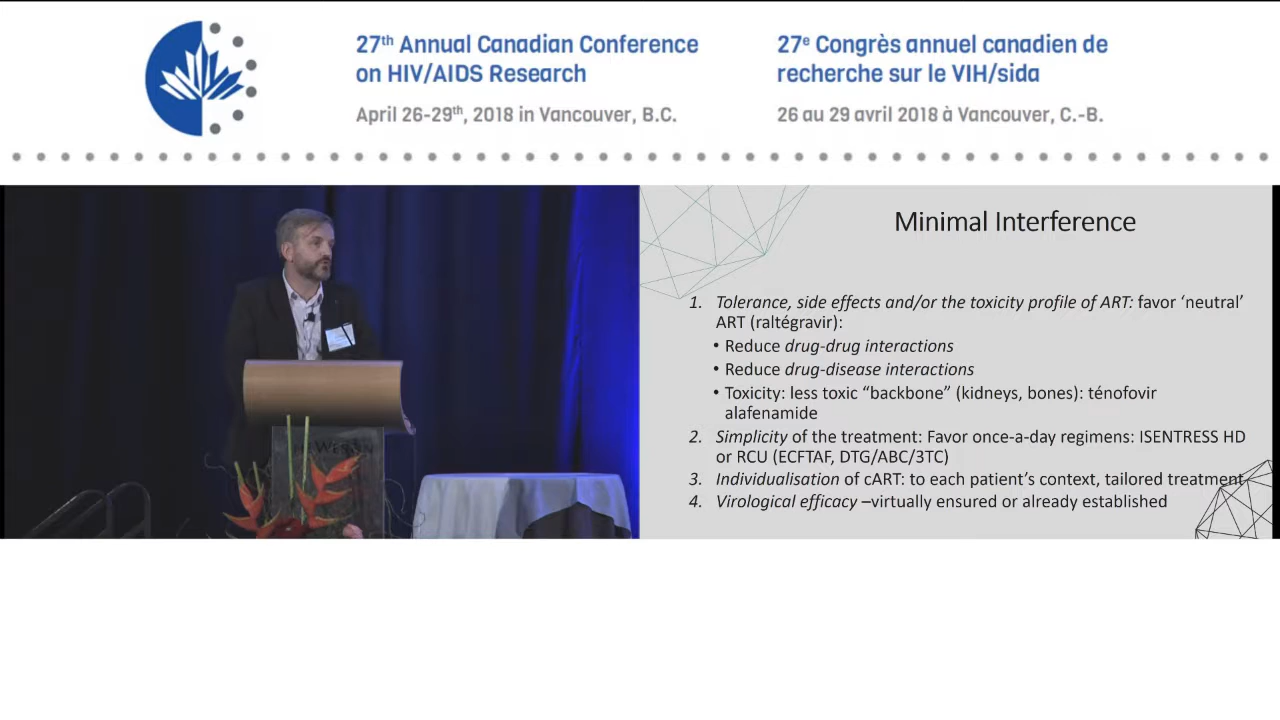 27th Annual Canadian Conference
on HIV/AIDS Research
April 26-29th, 2018 in Vancouver, B.C.
27e Congrès annuel canadien de
recherche sur le VIH/sida
26 au 29 avril 2018 à Vancouver, C.-B.
Minimal Interference
1. Tolerance, side effects and/or the toxicity profile of ART: favor ‘neutral’
ART (raltégravir):
• Reduce drug-drug interactions
• Reduce drug-disease interactions
• Toxicity: less toxic “backbone” (kidneys, bones): ténofovir
alafenamide
2. Simplicity of the treatment: Favor once-a-day regimens: ISENTRESS HD
or RCU (ECFTAF, DTG/ABC/3TC)
3. Individualisation of cART: to each patient’s context, tailored treatment
4. Virological efficacy –virtually ensured or already established